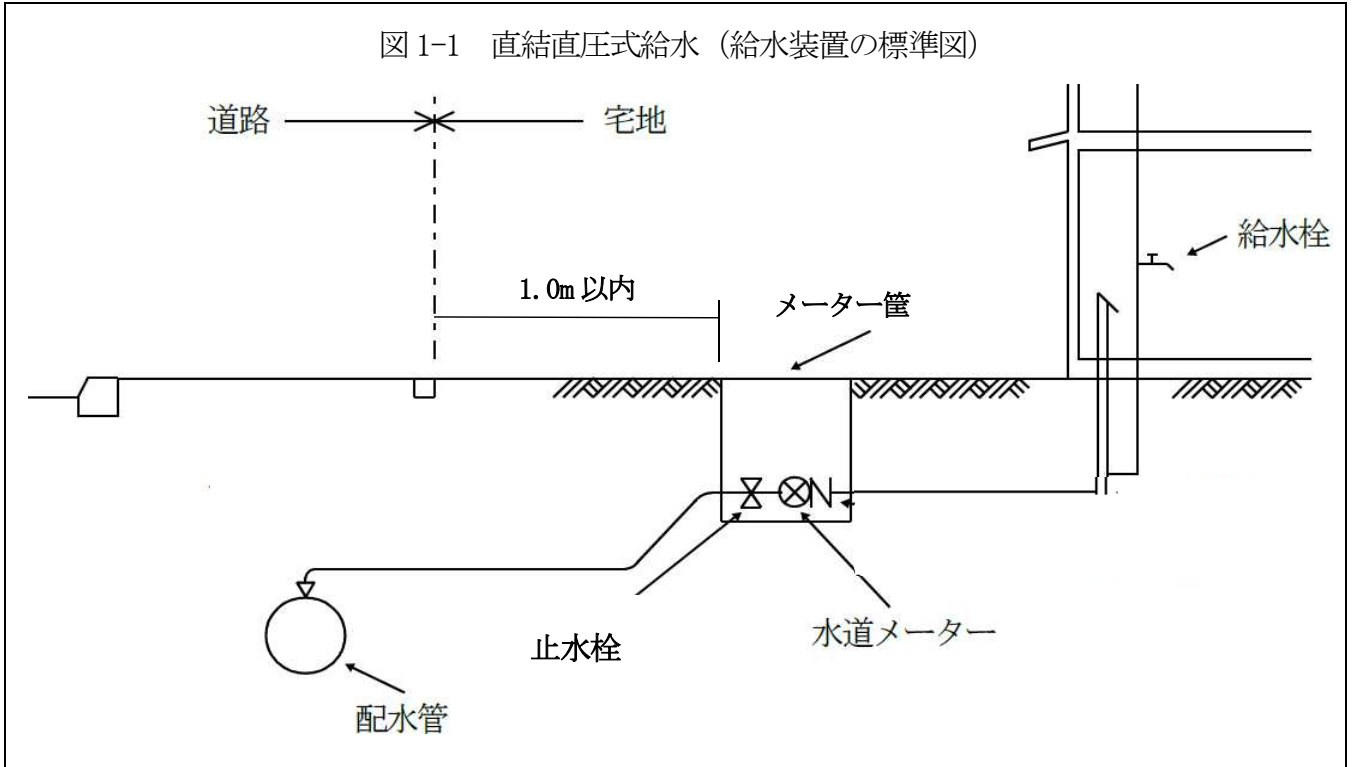 図 1-1 直結直圧式給水（給水装置の標準図）
道路
宅地
給水栓
1.0m 以内
メーター筐
水道メーター
止水栓
配水管